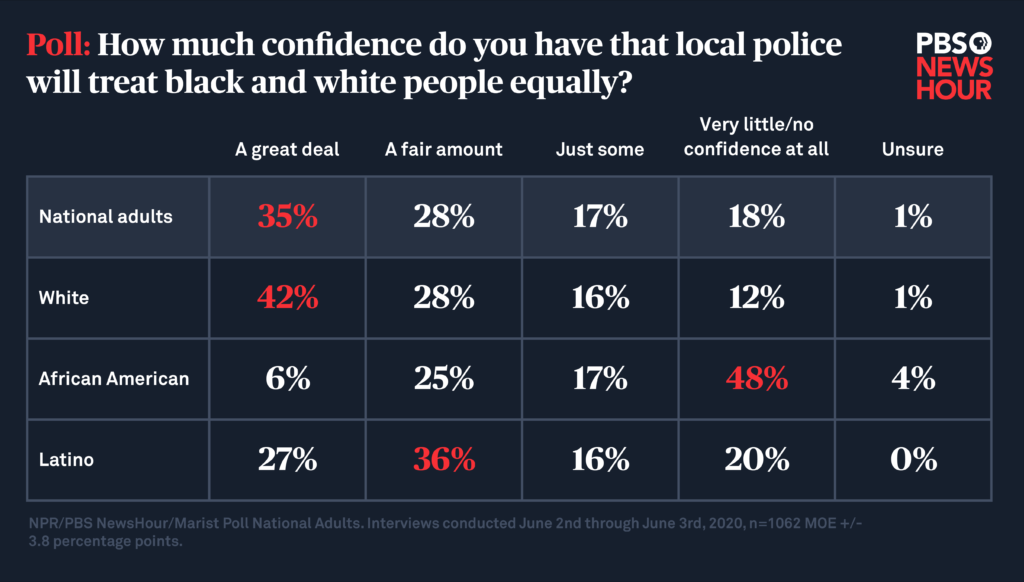 Poll: How much confidence do you have that local police
will treat black and white people equally?
PBS
NEWS
HOUR
A great deal
A fair amount
Just some
Very little/no
confidence at all
Unsure
National adults 35% 28% 17% 18% 1%
White 42% 28% 16% 12% 1%
African American 6% 25% 17% 48% 4%
Latino 27% 36% 16% 20% 0%
NPR/PBS NewsHour/Marist Poll National Adults. Interviews conducted June 2nd through June 3rd, 2020, n=1062 MOE +/-
3.8 percentage points.